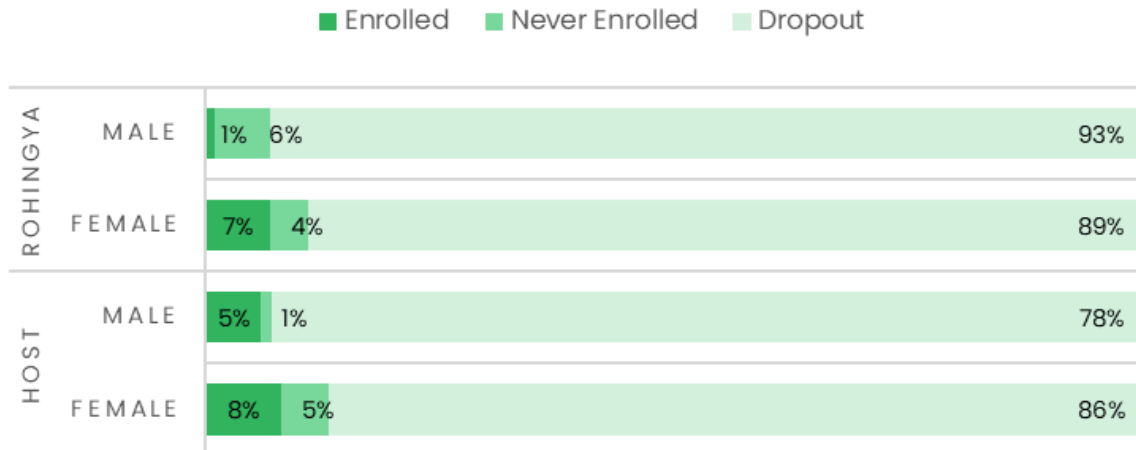 Enrolled Never Enrolled Dropout
ROHINGYA
MALE 1% 6% 93%
FEMALE 7% 4% 89%
HOST
MALE 5% 1% 78%
FEMALE 8% 5% 86%